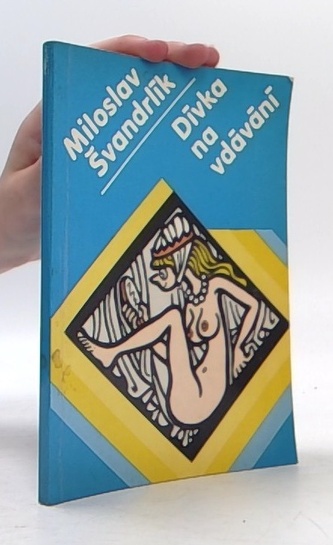 Miloslav
Švandrlík
Dívka
na
vdávání